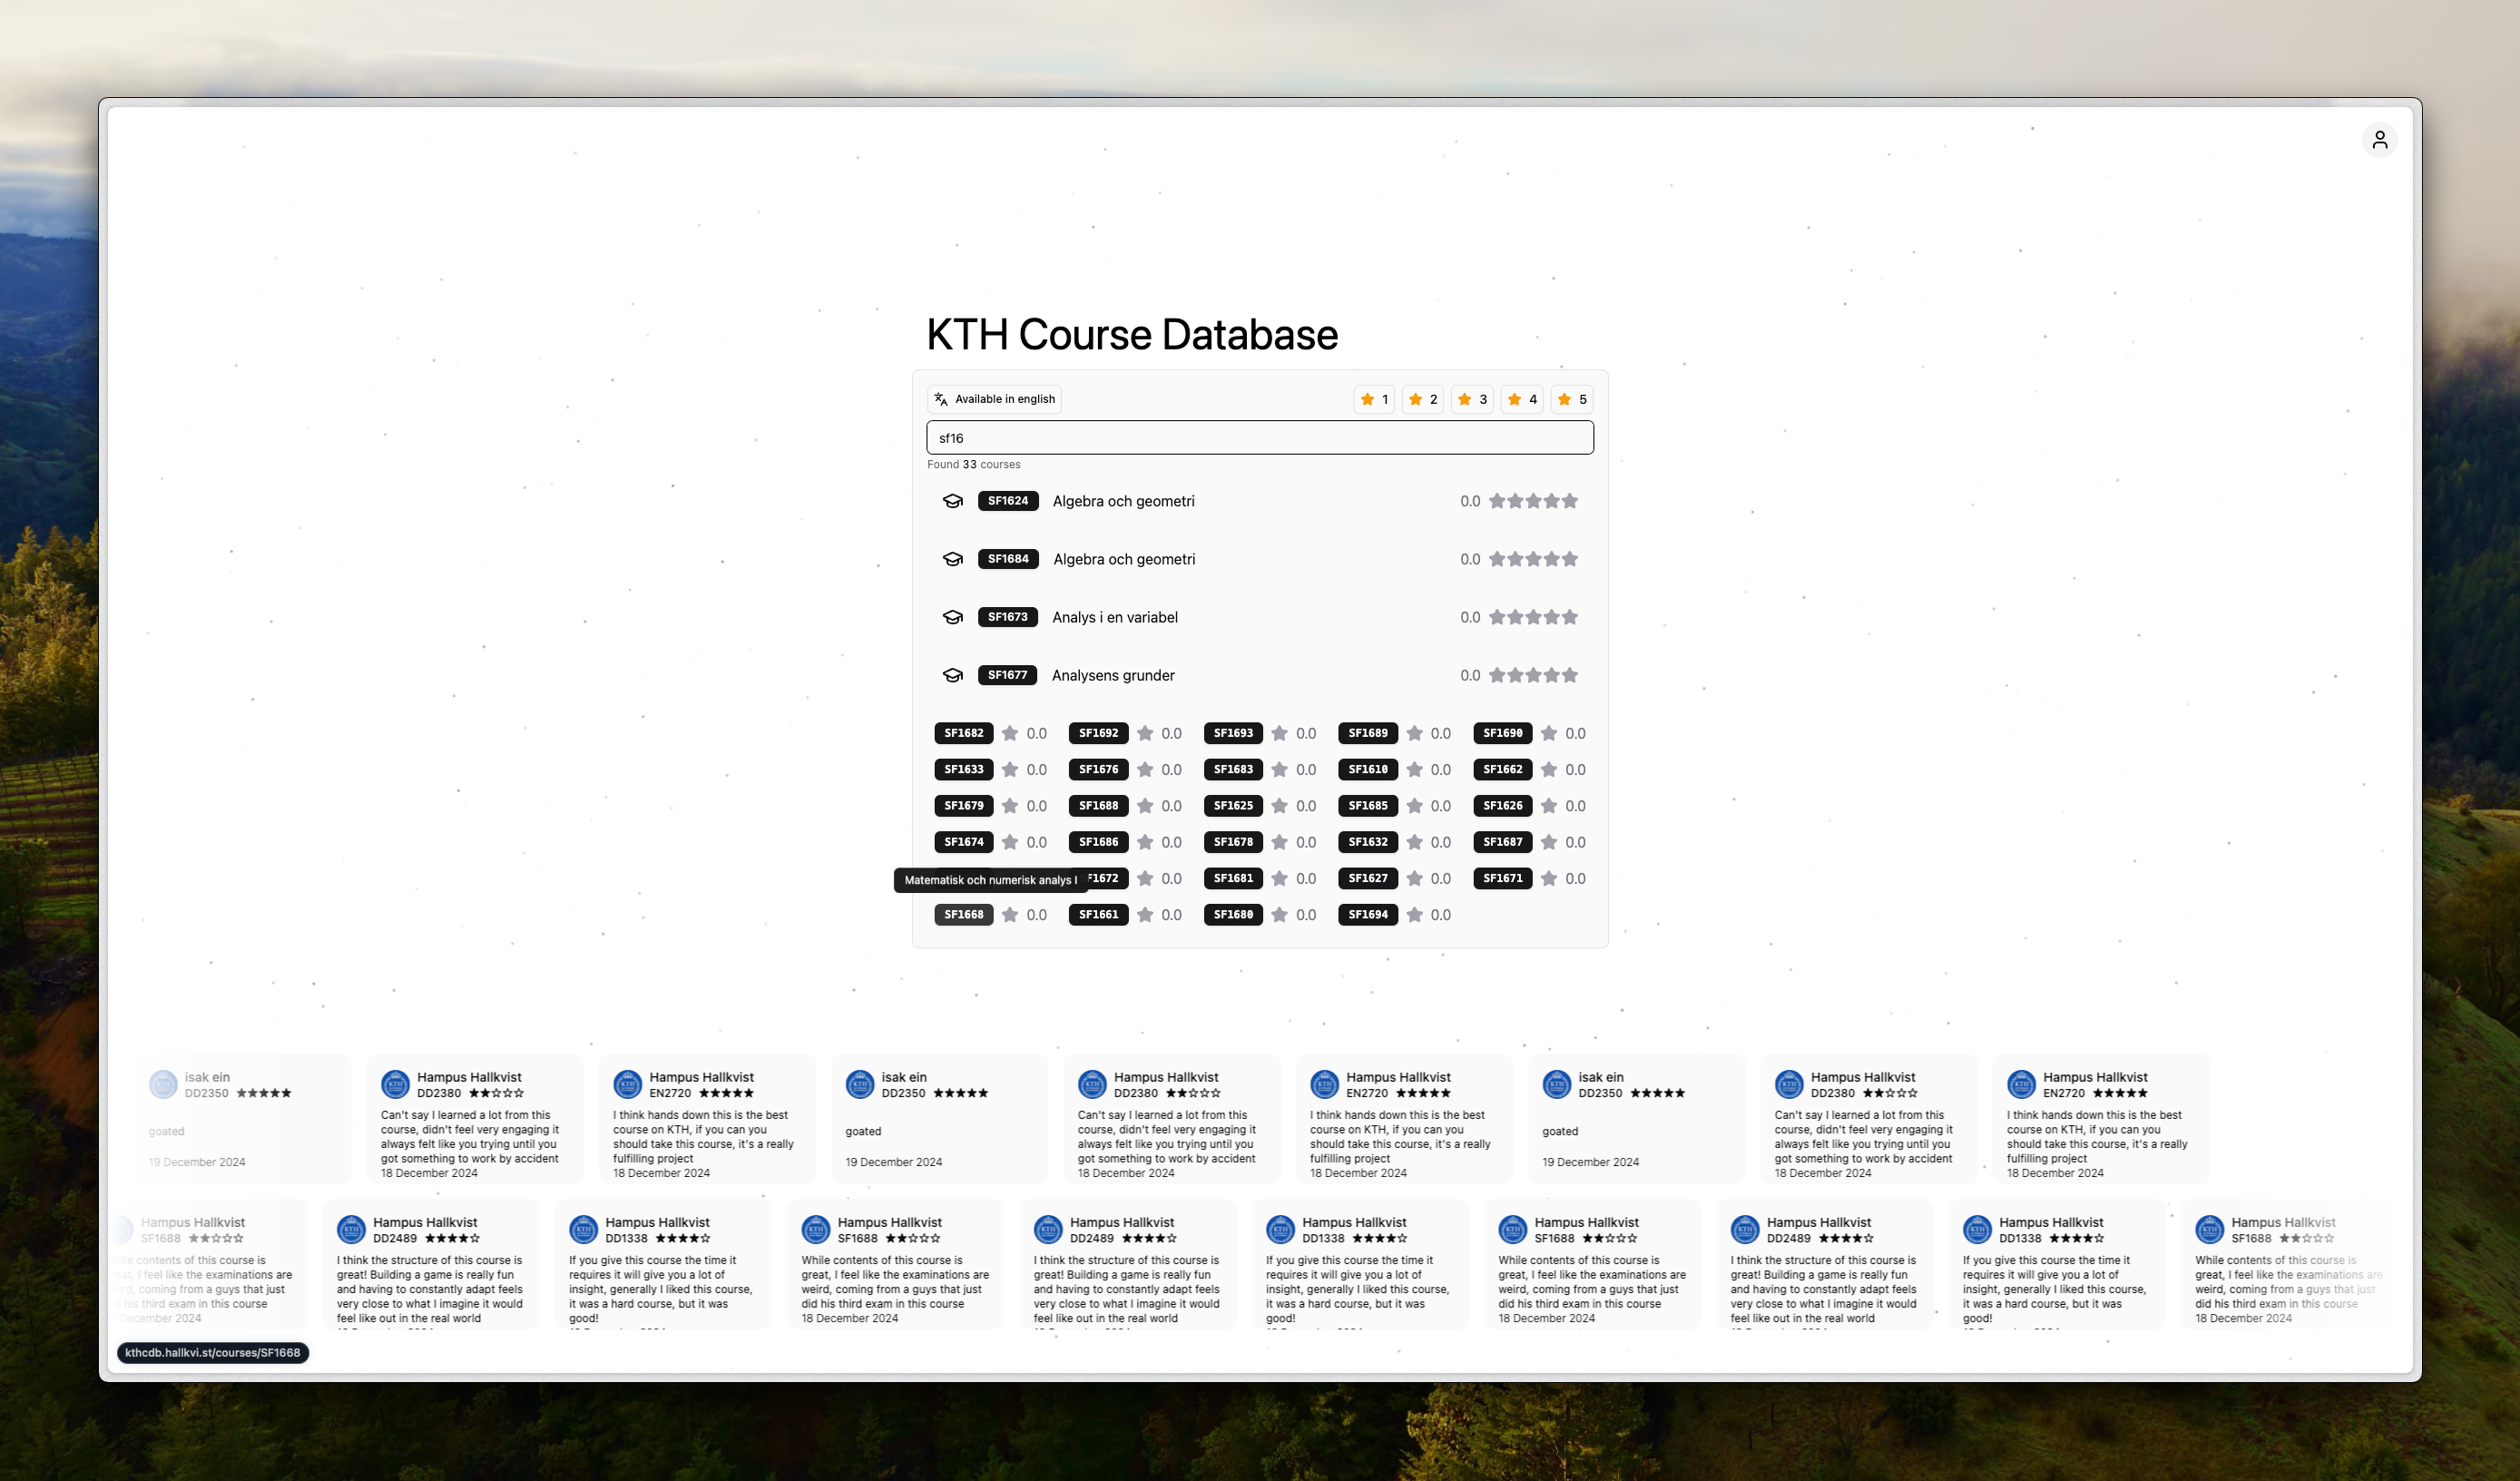 KTH Course Database
Available in english
1 2 3 4 5
sf16
Found 33 courses
SF1624 Algebra och geometri 0.0
SF1684 Algebra och geometri 0.0
SF1673 Analys i en variabel 0.0
SF1677 Analysens grunder 0.0
SF1682 0.0 SF1692 0.0 SF1693 0.0 SF1689 0.0 SF1690 0.0
SF1633 0.0 SF1676 0.0 SF1683 0.0 SF1610 0.0 SF1662 0.0
SF1679 0.0 SF1688 0.0 SF1625 0.0 SF1685 0.0 SF1626 0.0
SF1674 0.0 SF1686 0.0 SF1678 0.0 SF1632 0.0 SF1687 0.0
Matematisk och numerisk analys I F1672 0.0 SF1681 0.0 SF1627 0.0 SF1671 0.0
SF1668 0.0 SF1661 0.0 SF1680 0.0 SF1694 0.0
isak ein
DD2350 ★★★★★
goated
19 December 2024
Hampus Hallkvist
DD2380 ★★☆☆☆
Can't say I learned a lot from this
course, didn't feel very engaging it
always felt like you trying until you
got something to work by accident
18 December 2024
Hampus Hallkvist
EN2720 ★★★★★
I think hands down this is the best
course on KTH, if you can you
should take this course, it's a really
fulfilling project
18 December 2024
isak ein
DD2350 ★★★★★
goated
19 December 2024
Hampus Hallkvist
DD2380 ★★☆☆☆
Can't say I learned a lot from this
course, didn't feel very engaging it
always felt like you trying until you
got something to work by accident
18 December 2024
Hampus Hallkvist
EN2720 ★★★★★
I think hands down this is the best
course on KTH, if you can you
should take this course, it's a really
fulfilling project
18 December 2024
isak ein
DD2350 ★★★★★
goated
19 December 2024
Hampus Hallkvist
DD2380 ★★☆☆☆
Can't say I learned a lot from this
course, didn't feel very engaging it
always felt like you trying until you
got something to work by accident
18 December 2024
Hampus Hallkvist
EN2720 ★★★★★
I think hands down this is the best
course on KTH, if you can you
should take this course, it's a really
fulfilling project
18 December 2024
Hampus Hallkvist
SF1688 ★★☆☆☆
contents of this course is
I feel like the examinations are
coming from a guys that just
his third exam in this course
December 2024
Hampus Hallkvist
DD2489 ★★★★☆
I think the structure of this course is
great! Building a game is really fun
and having to constantly adapt feels
very close to what I imagine it would
feel like out in the real world
Hampus Hallkvist
DD1338 ★★★★☆
If you give this course the time it
requires it will give you a lot of
insight, generally I liked this course,
it was a hard course, but it was
good!
Hampus Hallkvist
SF1688 ★★☆☆☆
While contents of this course is
great, I feel like the examinations are
weird, coming from a guys that just
did his third exam in this course
18 December 2024
Hampus Hallkvist
DD2489 ★★★★☆
I think the structure of this course is
great! Building a game is really fun
and having to constantly adapt feels
very close to what I imagine it would
feel like out in the real world
Hampus Hallkvist
DD1338 ★★★★☆
If you give this course the time it
requires it will give you a lot of
insight, generally I liked this course,
it was a hard course, but it was
good!
Hampus Hallkvist
SF1688 ★★☆☆☆
While contents of this course is
great, I feel like the examinations are
weird, coming from a guys that just
did his third exam in this course
18 December 2024
Hampus Hallkvist
DD2489 ★★★★☆
I think the structure of this course is
great! Building a game is really fun
and having to constantly adapt feels
very close to what I imagine it would
feel like out in the real world
Hampus Hallkvist
DD1338 ★★★★☆
If you give this course the time it
requires it will give you a lot of
insight, generally I liked this course,
it was a hard course, but it was
good!
Hampus Hallkvist
SF1688 ★★☆☆☆
While contents of this course is
great, I feel like the examinations are
weird, coming from a guys that just
did his third exam in this course
18 December 2024
kthcdb.hallkvi.st/courses/SF1668